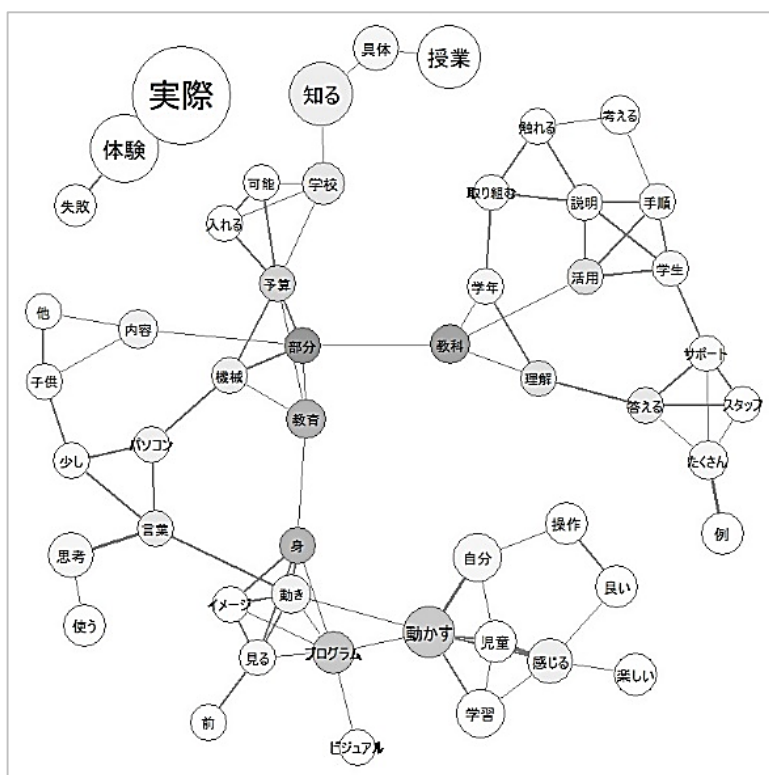 実際
体験
失敗
知る
具体
授業
可能
学校
入れる
予算
触れる
考える
取り組む
説明
手順
活用
学生
学年
他
内容
子供
部分
教科
機械
理解
サポート
教育
答える
スタッフ
少し
パソコン
たくさん
言葉
例
思考
使う
身
自分
操作
イメージ
動き
良い
動かす
児童
見る
プログラム
感じる
楽しい
前
学習
ビジュアル